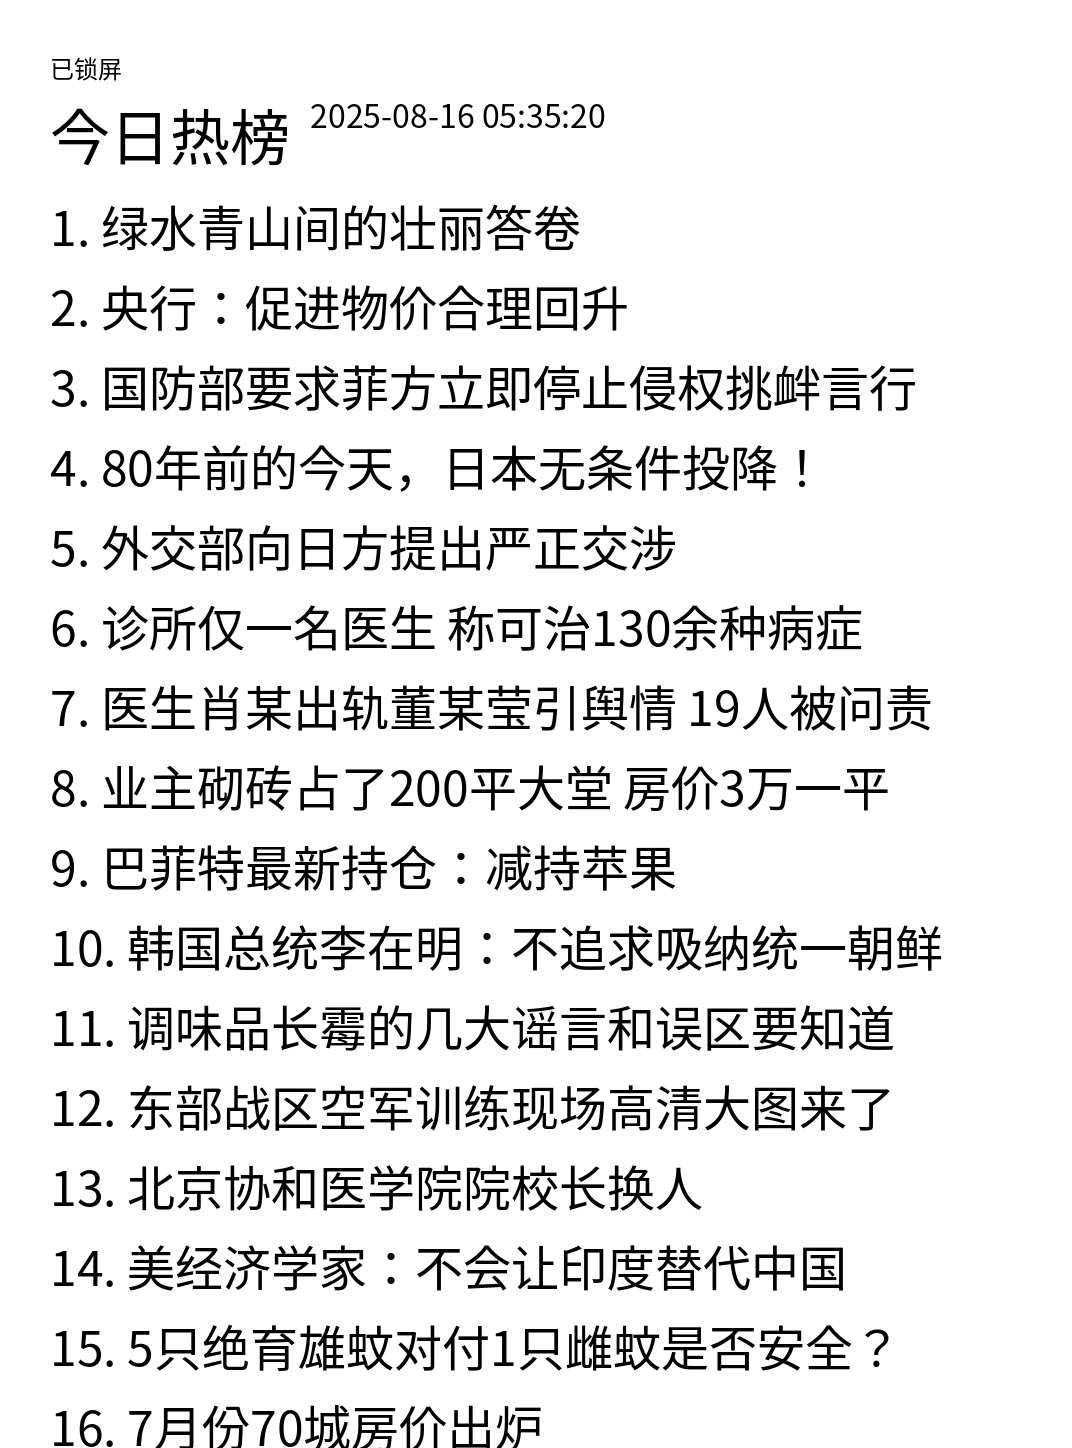 已锁屏
今日热榜 2025-08-16 05:35:20
1. 绿水青山间的壮丽答卷
2. 央行：促进物价合理回升
3. 国防部要求菲方立即停止侵权挑衅言行
4. 80年前的今天，日本无条件投降！
5. 外交部向日方提出严正交涉
6. 诊所仅一名医生 称可治130余种病症
7. 医生肖某出轨董某莹引舆情 19人被问责
8. 业主砌砖占了200平大堂 房价3万一平
9. 巴菲特最新持仓：减持苹果
10. 韩国总统李在明：不追求吸纳统一朝鲜
11. 调味品长霉的几大谣言和误区要知道
12. 东部战区空军训练现场高清大图来了
13. 北京协和医学院院校长换人
14. 美经济学家：不会让印度替代中国
15. 5只绝育雄蚊对付1只雌蚊是否安全？
16. 7月份70城房价出炉